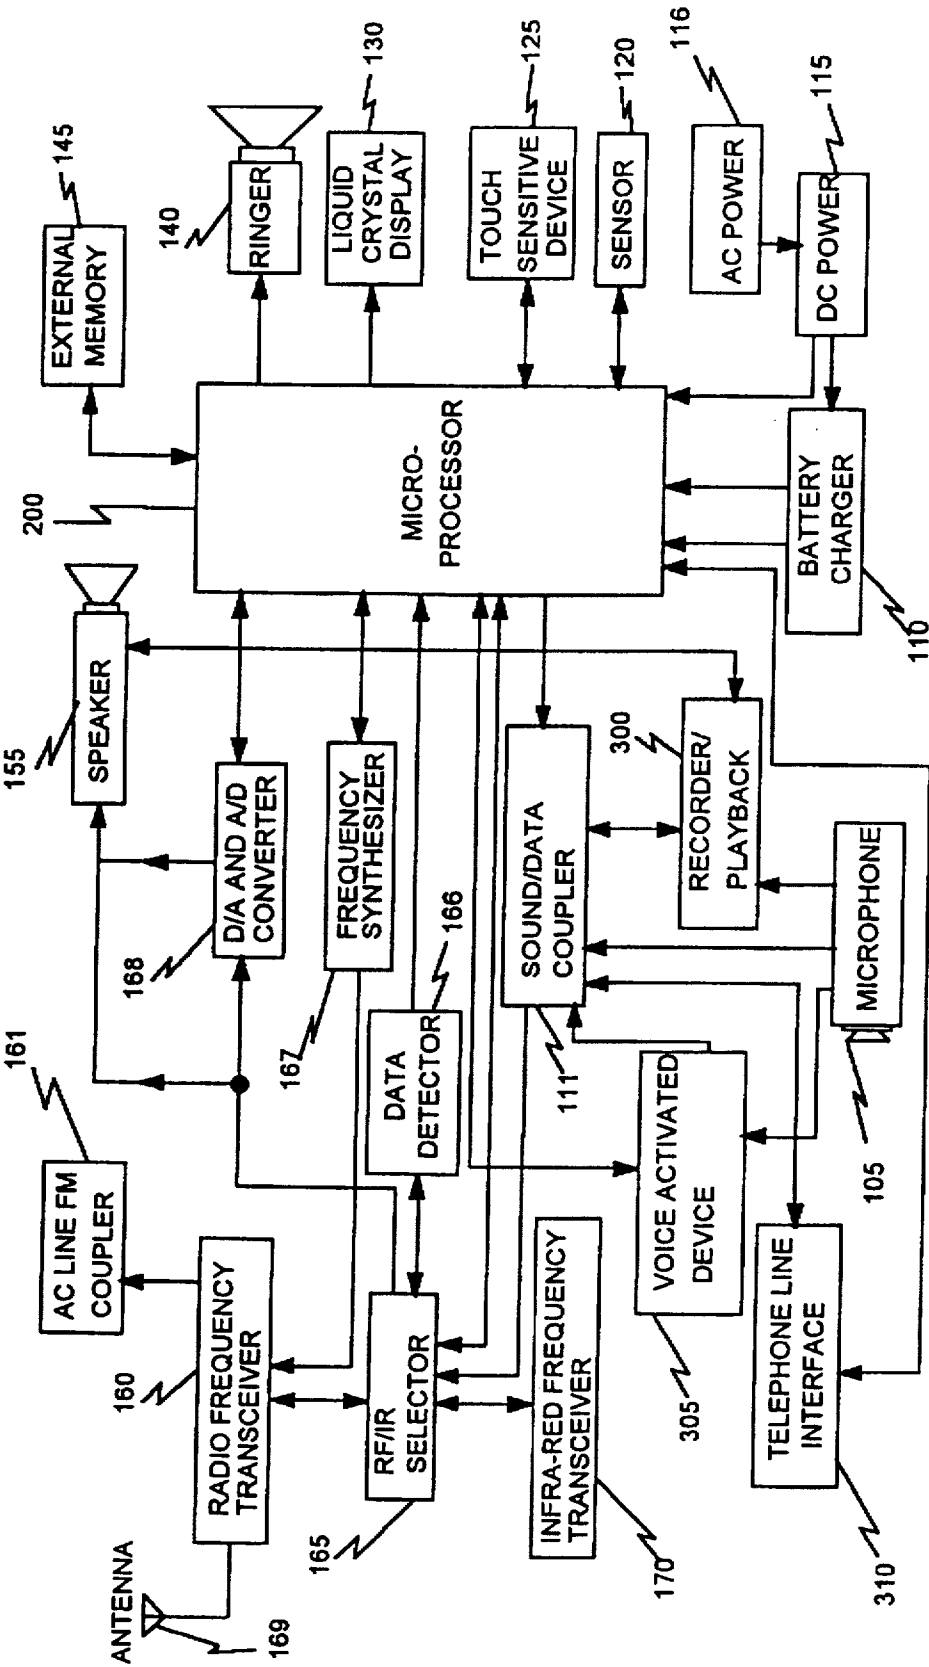 ANTENNA
169
RADIO FREQUENCY
TRANSCEIVER
160
AC LINE FM
COUPLER
161
RF/IR
SELECTOR
165
INFRA-RED FREQUENCY
TRANSCEIVER
170
DATA
DETECTOR
166
FREQUENCY
SYNTHESIZER
167
D/A AND A/D
CONVERTER
168
SPEAKER
155
200
MICRO-
PROCESSOR
EXTERNAL
MEMORY
145
RINGER
140
LIQUID
CRYSTAL
DISPLAY
130
TOUCH
SENSITIVE
DEVICE
125
SENSOR
120
AC POWER
116
DC POWER
115
BATTERY
CHARGER
110
SOUND/DATA
COUPLER
111
RECORDER/
PLAYBACK
300
MICROPHONE
105
VOICE ACTIVATED
DEVICE
305
TELEPHONE LINE
INTERFACE
310